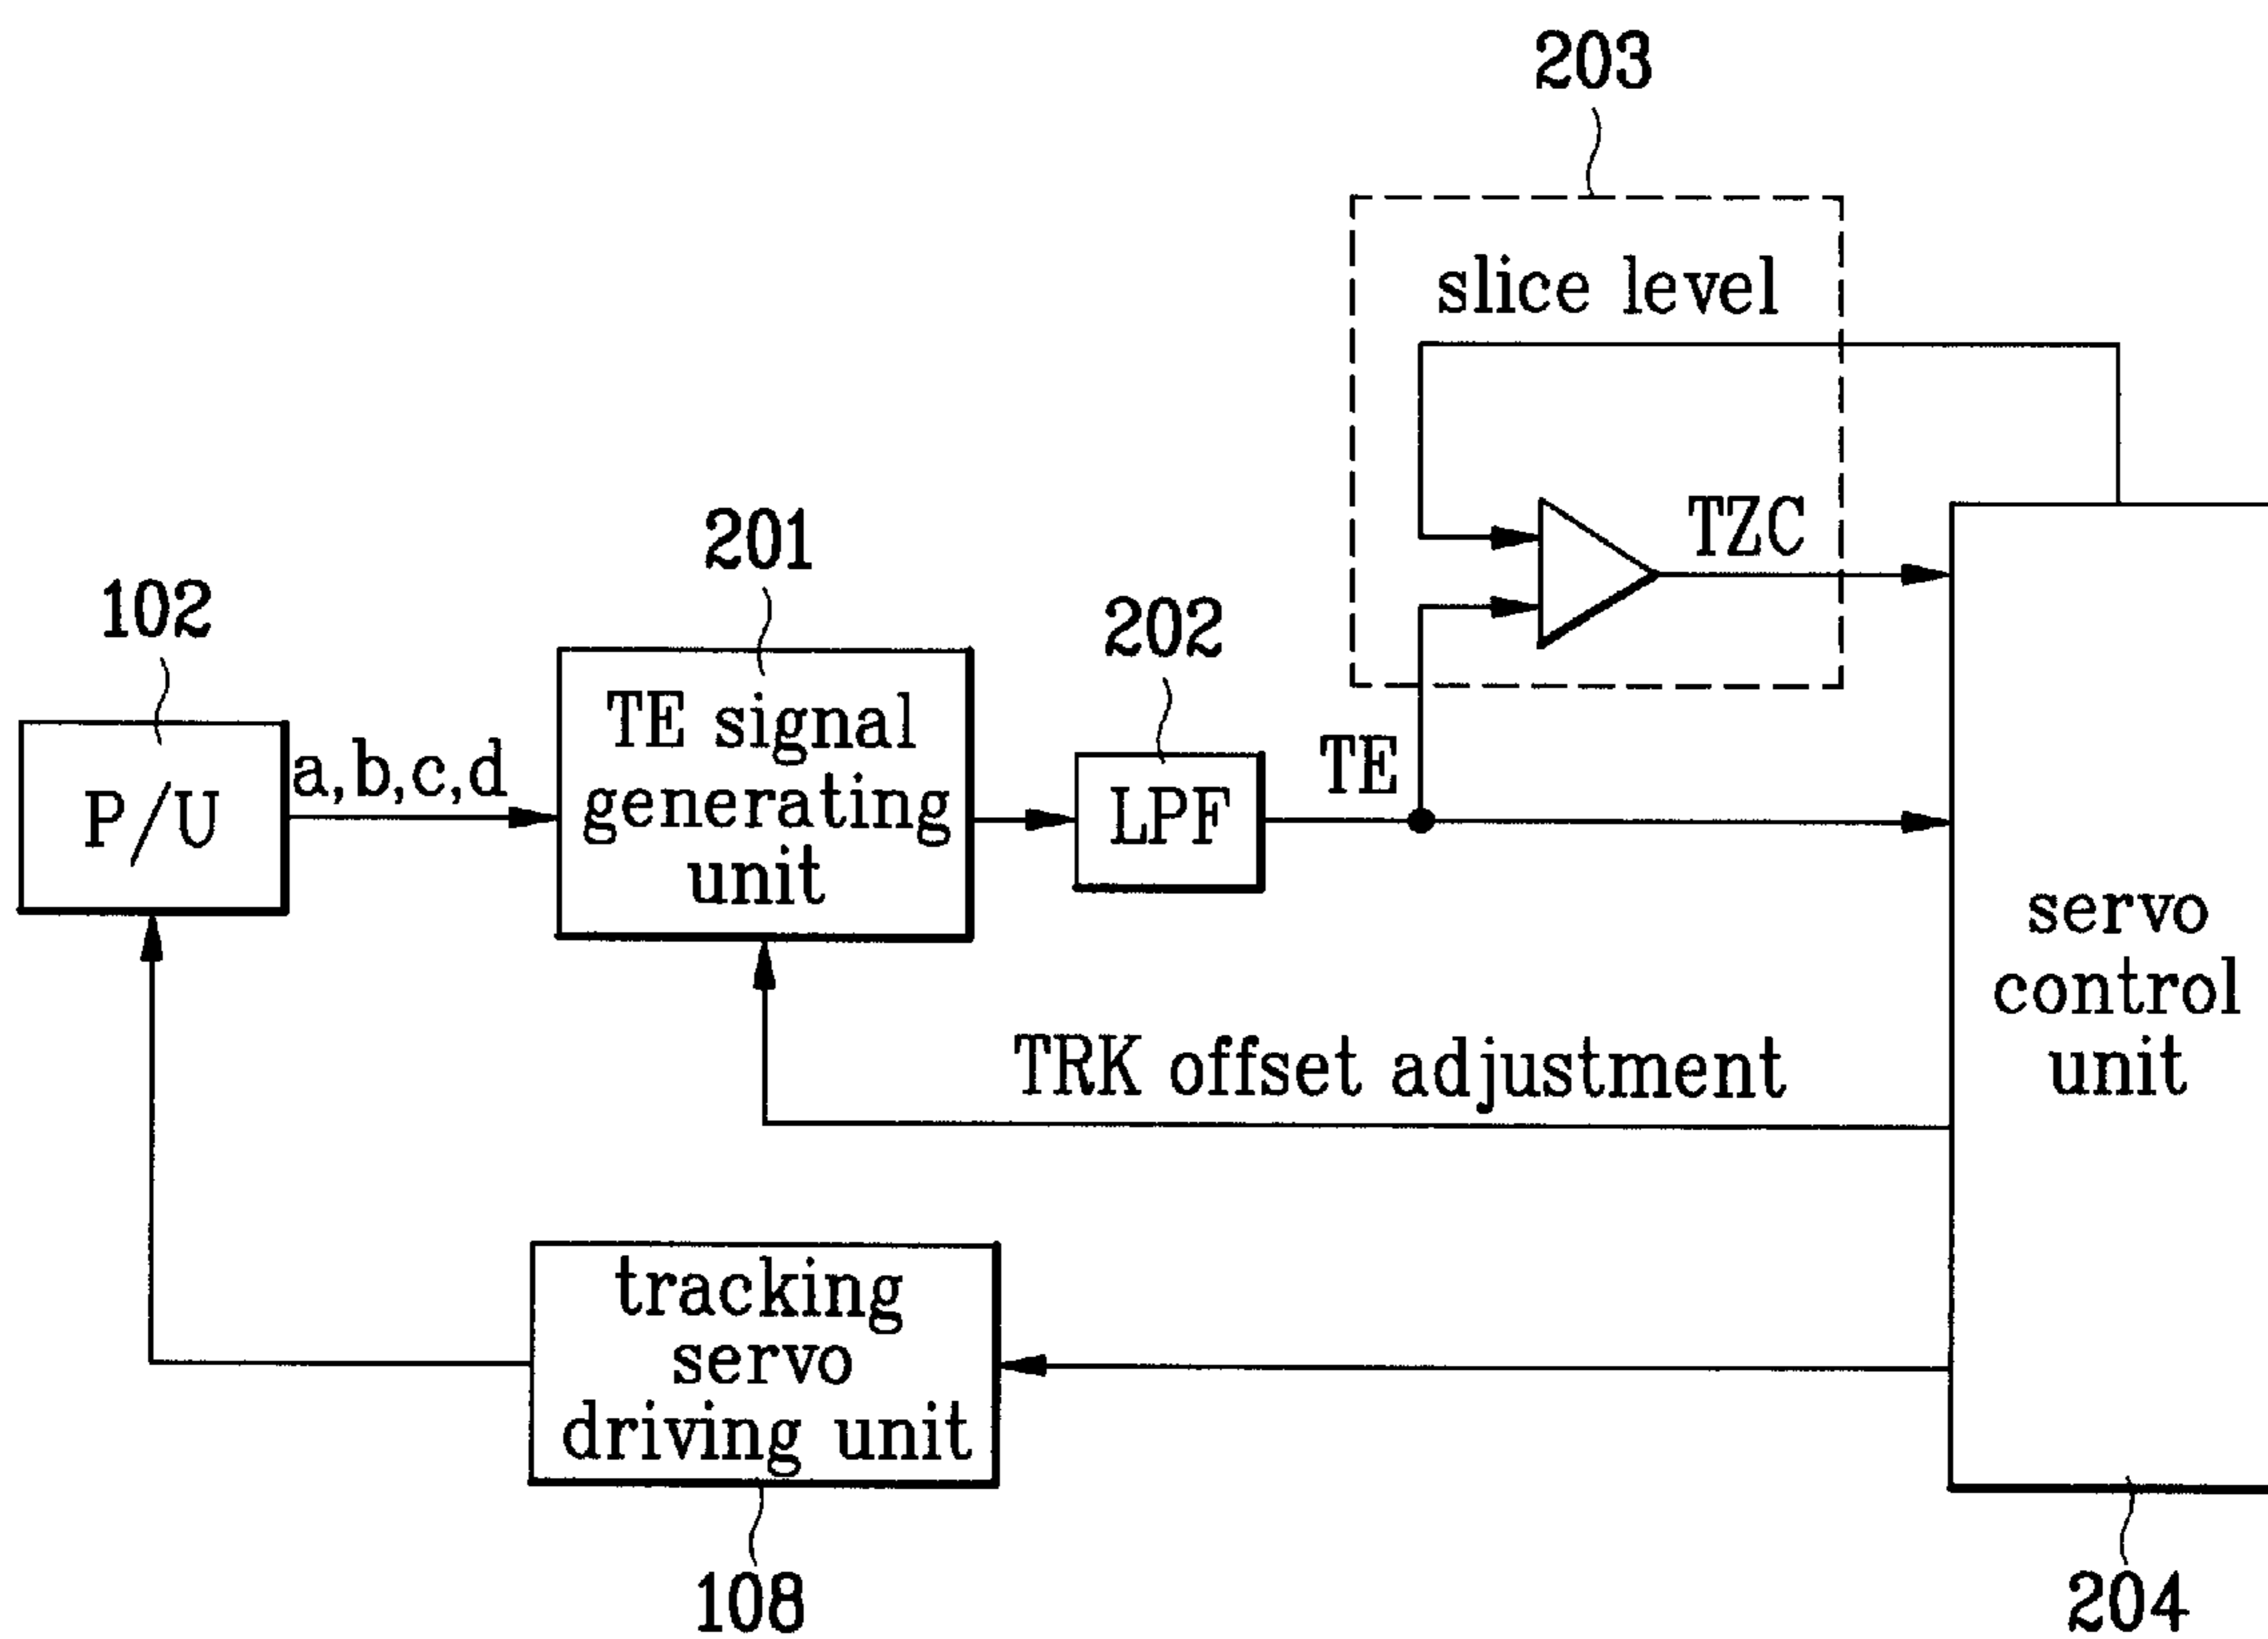 203
slice level
TZC
201
102
202
TE signal
generating
unit
a,b,c,d
P/U
LPF
TE
servo
control
unit
TRK offset adjustment
tracking
servo
driving unit
108
204